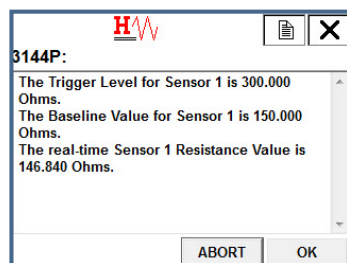 H
3144P:
The Trigger Level for Sensor 1 is 300.000
Ohms.
The Baseline Value for Sensor 1 is 150.000
Ohms.
The real-time Sensor 1 Resistance Value is
146.840 Ohms.
ABORT OK